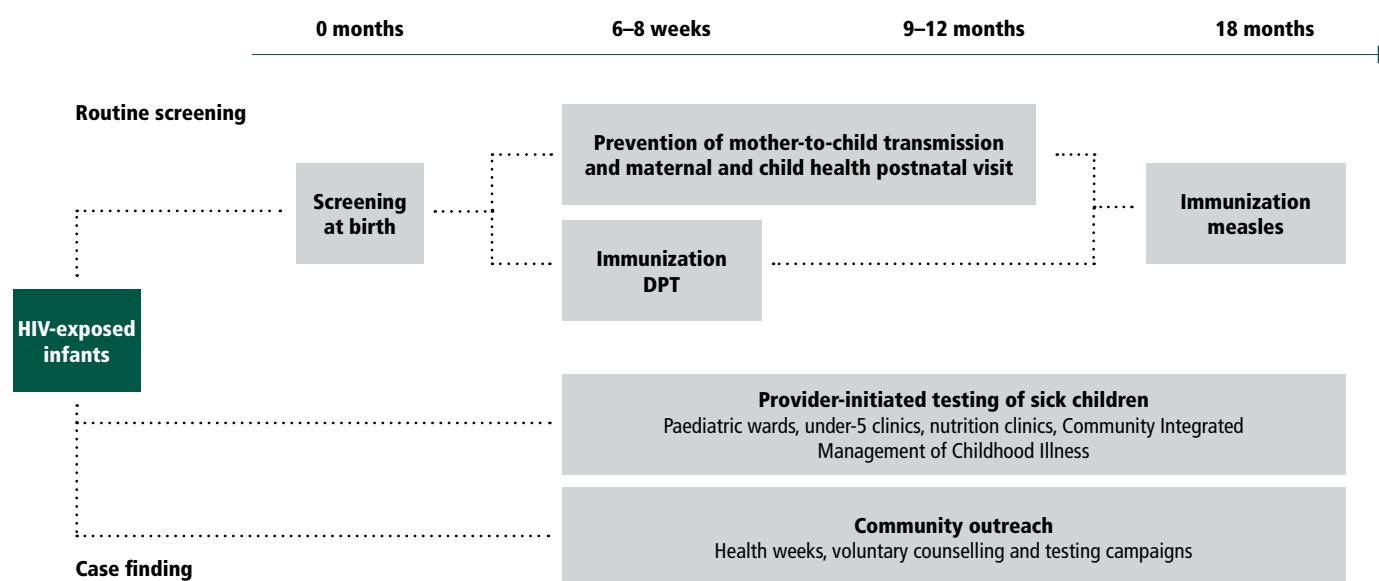 0 months
6–8 weeks
9–12 months
18 months
Routine screening
Prevention of mother-to-child transmission
and maternal and child health postnatal visit
Screening
at birth
Immunization
measles
Immunization
DPT
HIV-exposed
infants
Provider-initiated testing of sick children
Paediatric wards, under-5 clinics, nutrition clinics, Community Integrated
Management of Childhood Illness
Community outreach
Health weeks, voluntary counselling and testing campaigns
Case finding